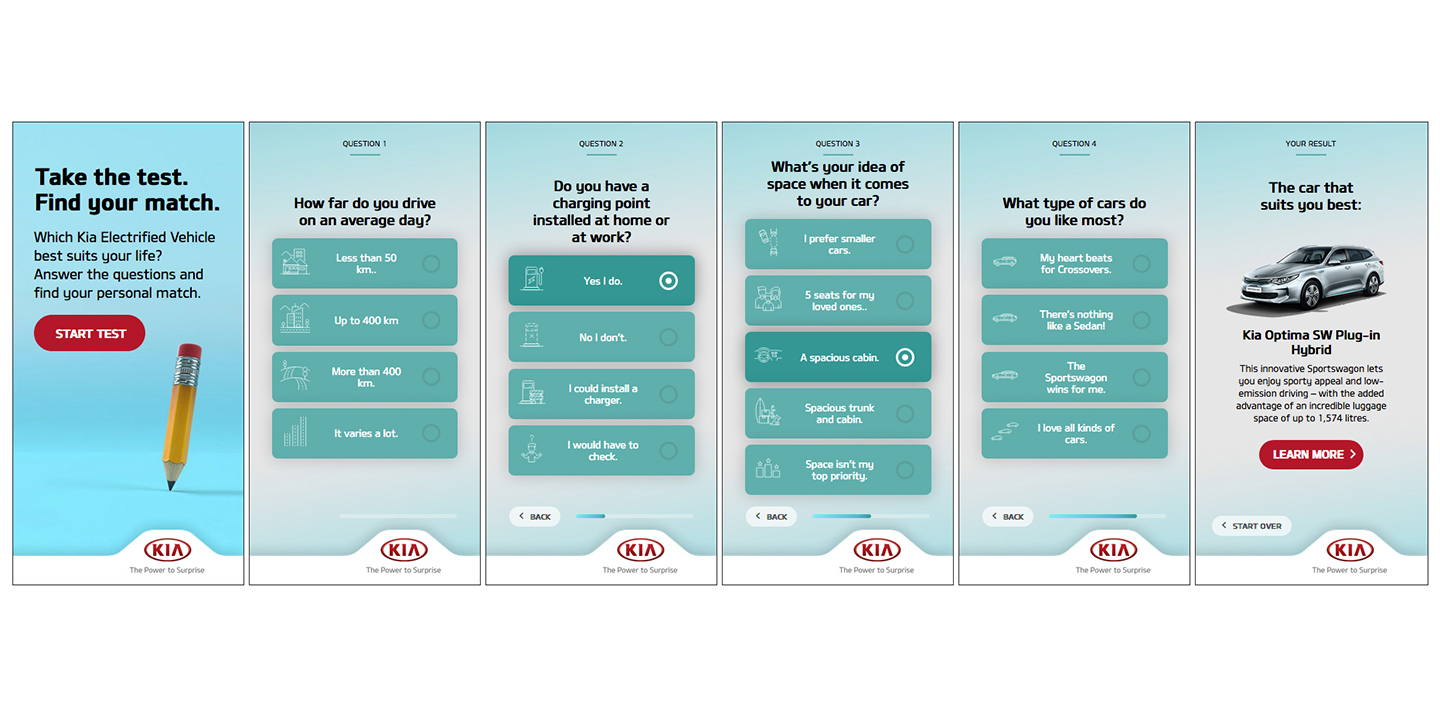 Take the test.
Find your match.
Which Kia Electrified Vehicle
best suits your life?
Answer the questions and
find your personal match.
START TEST
KIA
The Power to Surprise
QUESTION 1
How far do you drive
on an average day?
Less than 50
km..
Up to 400 km
More than 400
km.
It varies a lot.
KIA
The Power to Surprise
QUESTION 2
Do you have a
charging point
installed at home or
at work?
Yes I do.
No I don't.
I could install a
charger.
I would have to
check.
BACK
KIA
The Power to Surprise
QUESTION 3
What's your idea of
space when it comes
to your car?
I prefer smaller
cars.
5 seats for my
loved ones..
A spacious cabin.
Spacious trunk
and cabin.
Space isn't my
top priority.
BACK
KIA
The Power to Surprise
QUESTION 4
What type of cars do
you like most?
My heart beats
for Crossovers.
There's nothing
like a Sedan!
The
Sportswagon
wins for me.
I love all kinds of
cars.
BACK
KIA
The Power to Surprise
YOUR RESULT
The car that
suits you best:
Kia Optima SW Plug-in
Hybrid
This innovative Sportswagon lets
you enjoy sporty appeal and low-
emission driving – with the added
advantage of an incredible luggage
space of up to 1,574 litres.
LEARN MORE
START OVER
KIA
The Power to Surprise